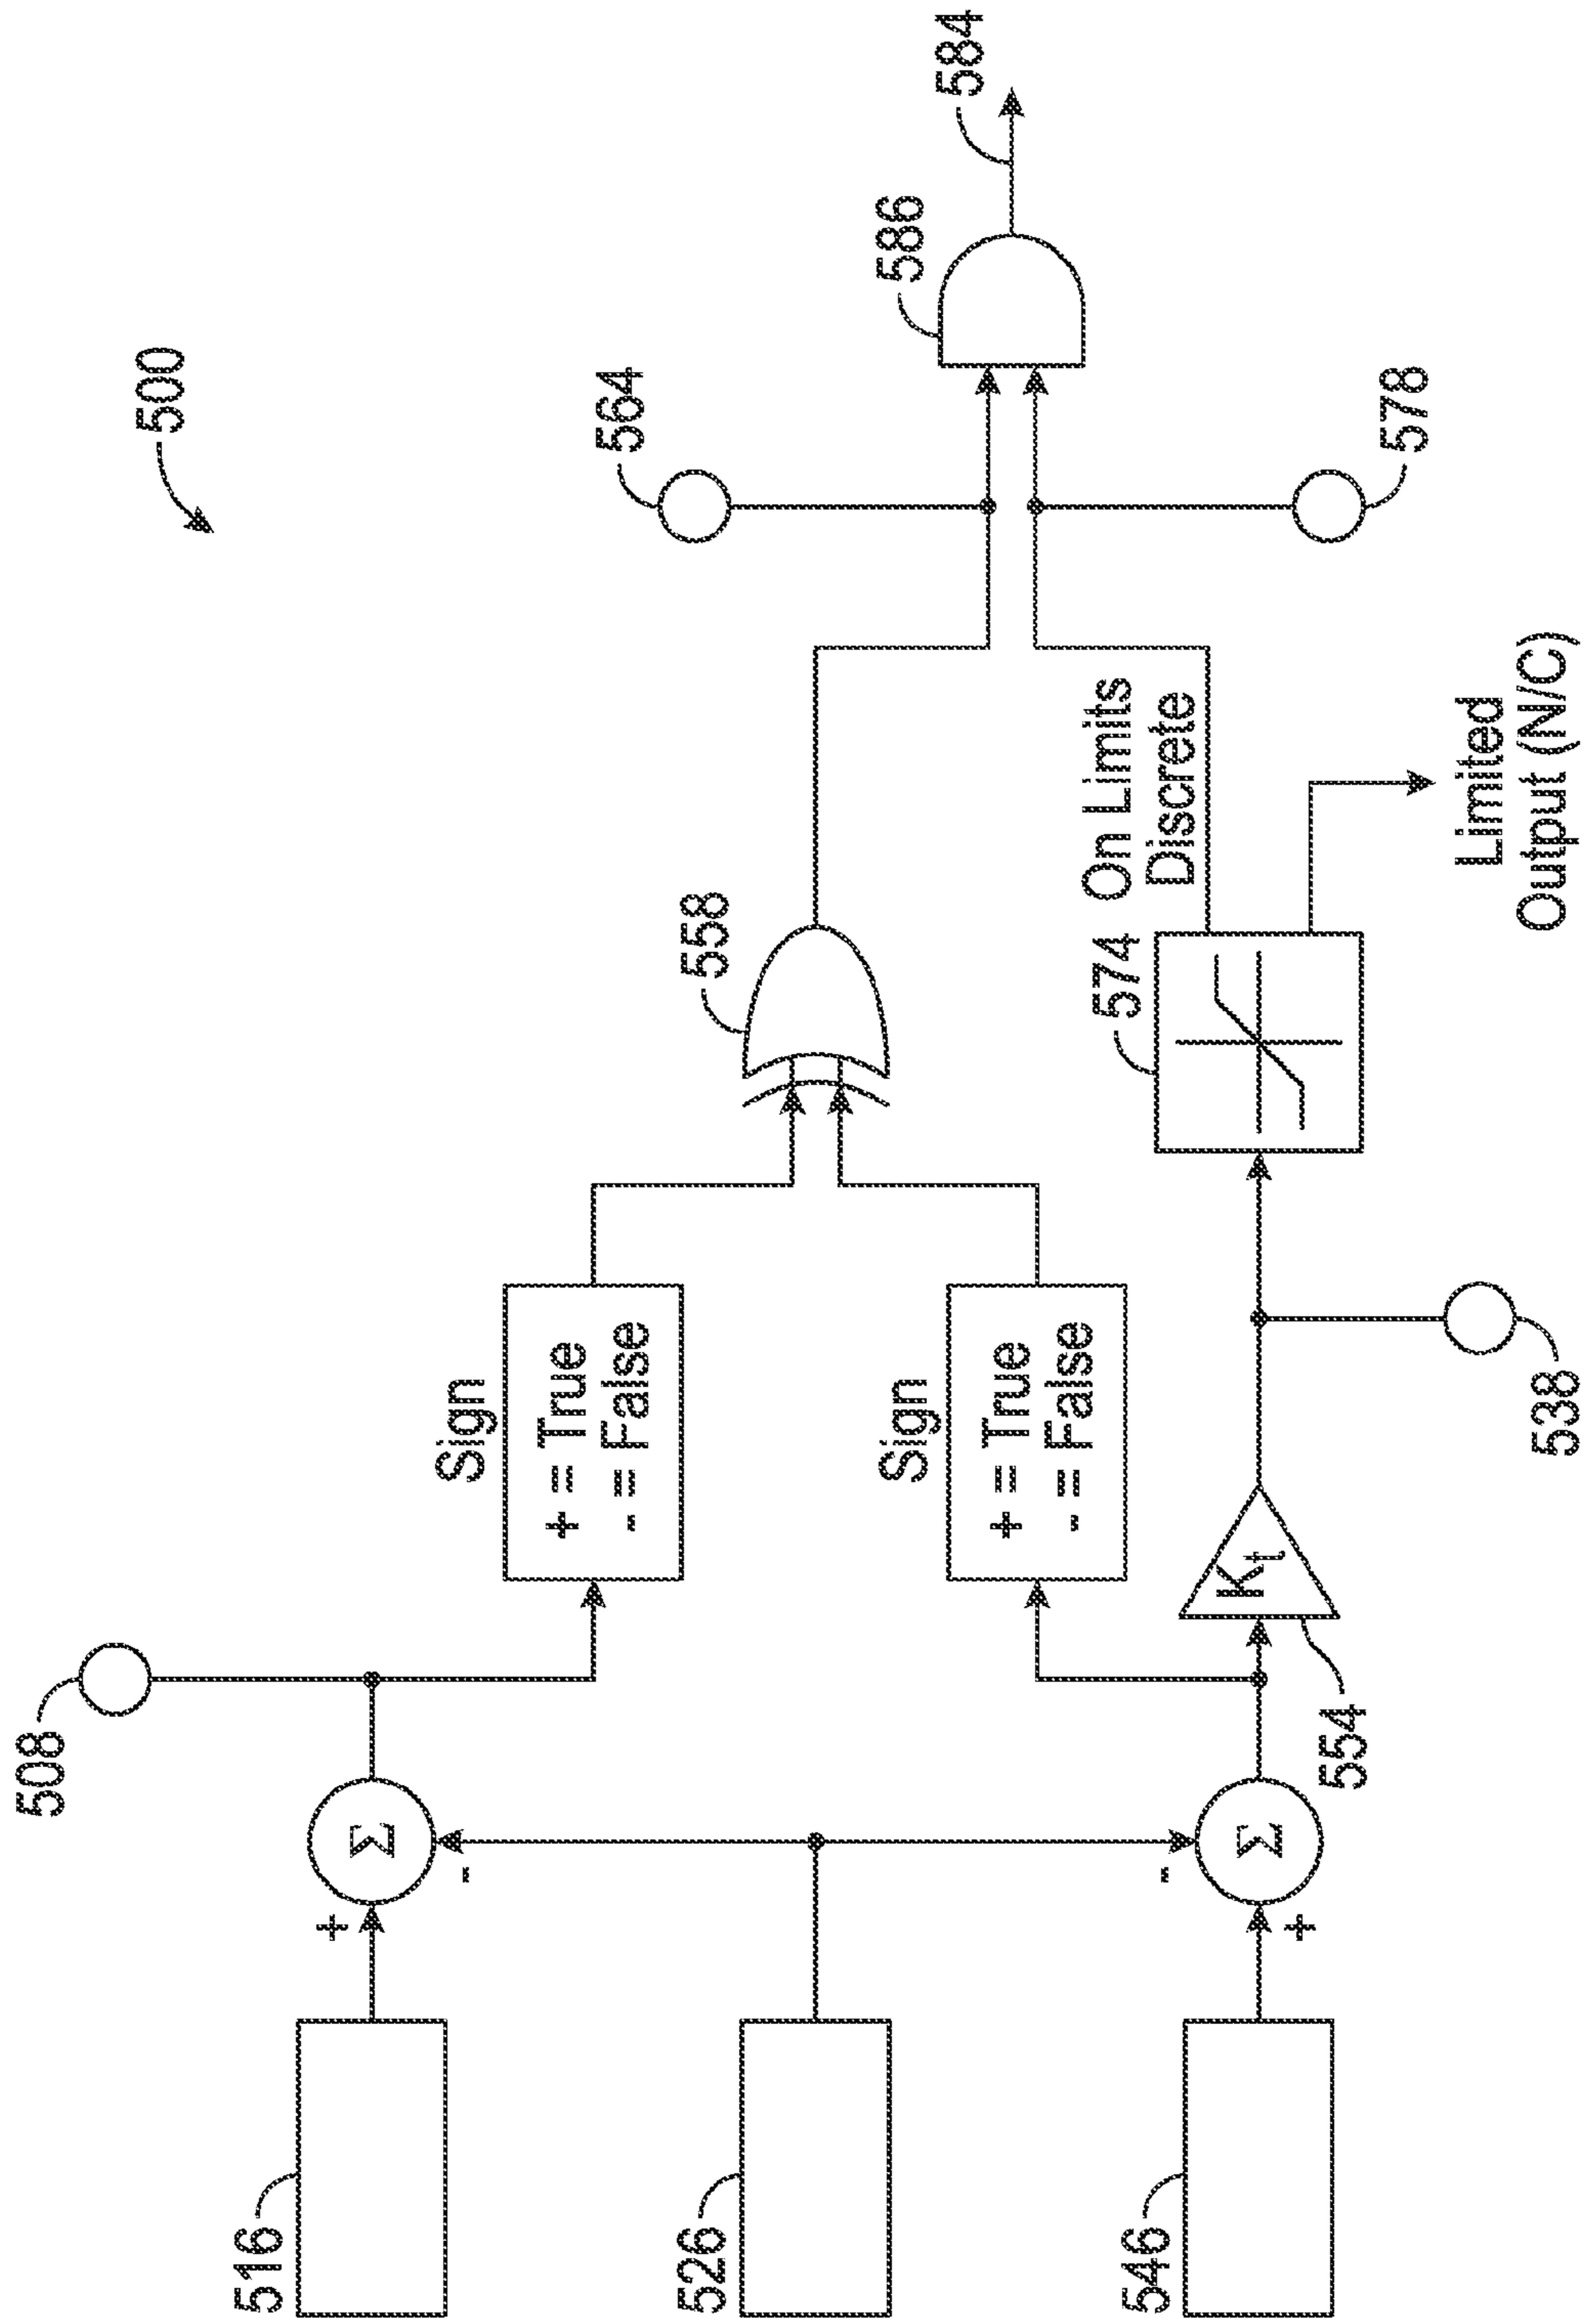 500
508
516
+
Σ
-
Sign
+ = True
- = False
526
558
564
586
584
Sign
+ = True
- = False
546
+
-
Σ
Kt
554
538
574
On Limits
Discrete
578
Limited
Output (N/C)